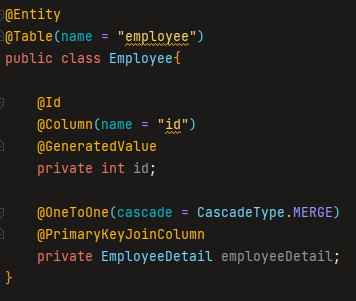 @Entity
@Table(name = "employee")
public class Employee{
@Id
@Column(name = "id")
@GeneratedValue
private int id;
@OneToOne(cascade = CascadeType.MERGE)
@PrimaryKeyJoinColumn
private EmployeeDetail employeeDetail;
}